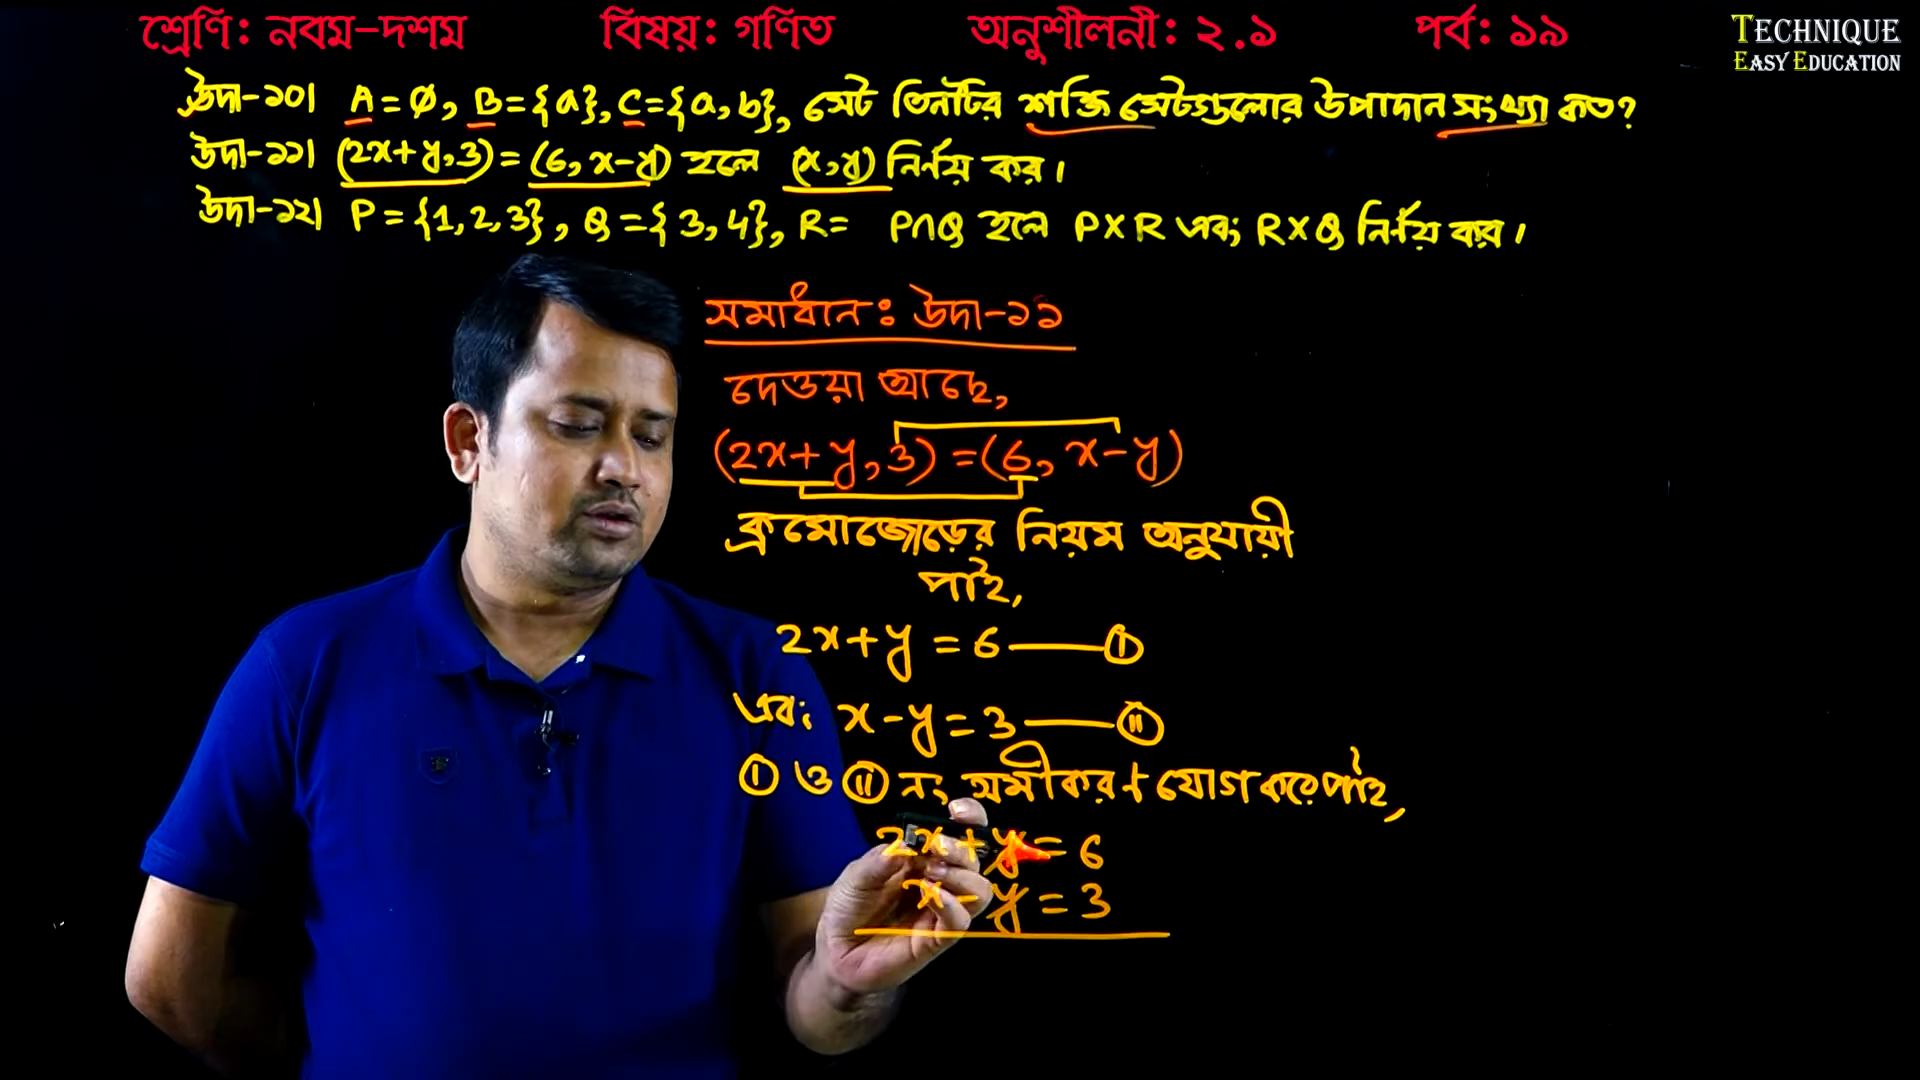 শ্রেণি: নবম-দশম বিষয়: গণিত অনুশীলনী: ২.১ পর্ব: ১৯
TECHNIQUE
EASY EDUCATION
উদা-১০। A = ∅, B = {a}, C = {a, b}, সেট তিনটির শক্তি সেটগুলোর উপাদান সংখ্যা কত?
উদা-১১। (2x+y, 3) = (6, x-y) হলে (x, y) নির্ণয় কর।
উদা-১২। P = {1, 2, 3}, Q = {3, 4}, R = P∩Q হলে P×R এবং R×Q নির্ণয় কর।
সমাধান: উদা-১১
দেওয়া আছে,
(2x+y, 3) = (6, x-y)
ক্রমোজোড়ের নিয়ম অনুযায়ী
পাই,
2x+y = 6 —— (i)
এবং x-y = 3 —— (ii)
(i) ও (ii) নং সমীকরণ যোগ করে পাই,
2x+y = 6
x-y = 3